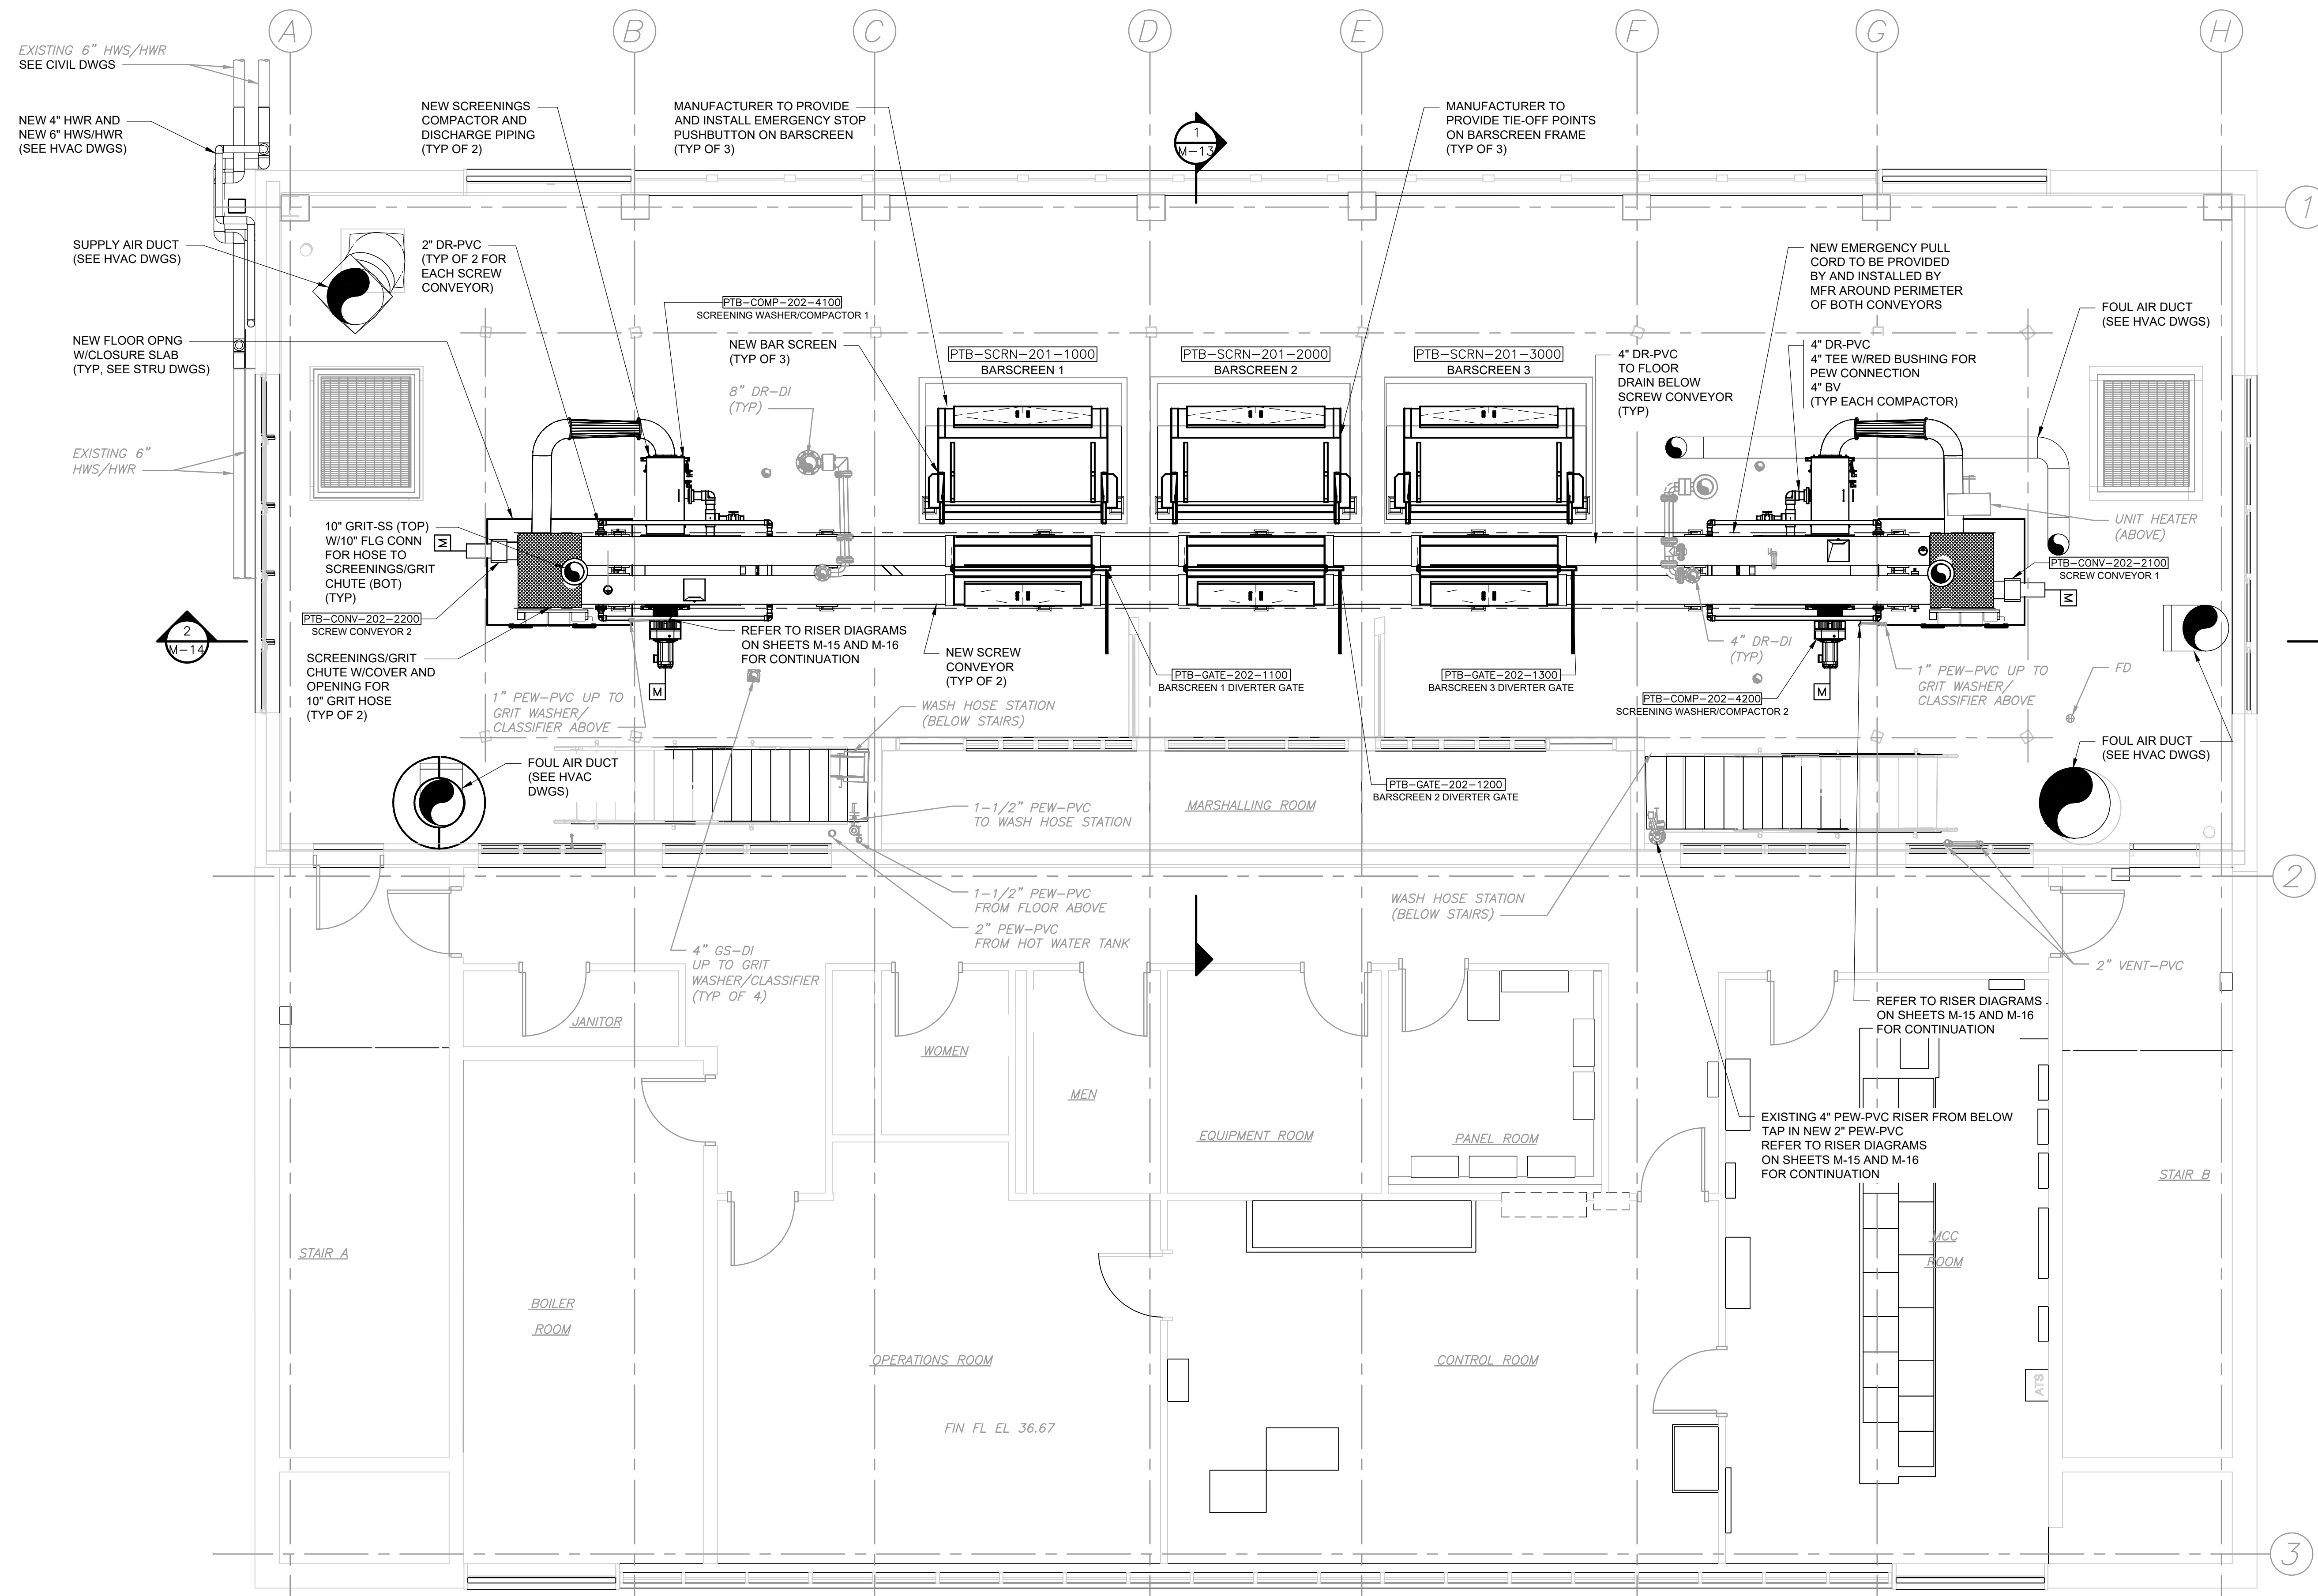 A
B
C
D
E
F
G
H
EXISTING 6" HWS/HWR
SEE CIVIL DWGS
NEW 4" HWR AND
NEW 6" HWS/HWR
(SEE HVAC DWGS)
NEW SCREENINGS
COMPACTOR AND
DISCHARGE PIPING
(TYP OF 2)
MANUFACTURER TO PROVIDE
AND INSTALL EMERGENCY STOP
PUSHBUTTON ON BARSCREEN
(TYP OF 3)
1
M-13
MANUFACTURER TO
PROVIDE TIE-OFF POINTS
ON BARSCREEN FRAME
(TYP OF 3)
1
SUPPLY AIR DUCT
(SEE HVAC DWGS)
2" DR-PVC
(TYP OF 2 FOR
EACH SCREW
CONVEYOR)
NEW EMERGENCY PULL
CORD TO BE PROVIDED
BY AND INSTALLED BY
MFR AROUND PERIMETER
OF BOTH CONVEYORS
PTB-COMP-202-4100
SCREENING WASHER/COMPACTOR 1
FOUL AIR DUCT
(SEE HVAC DWGS)
NEW FLOOR OPNG
W/CLOSURE SLAB
(TYP, SEE STRU DWGS)
NEW BAR SCREEN
(TYP OF 3)
PTB-SCRN-201-1000
BARSCREEN 1
PTB-SCRN-201-2000
BARSCREEN 2
PTB-SCRN-201-3000
BARSCREEN 3
4" DR-PVC
TO FLOOR
DRAIN BELOW
SCREW CONVEYOR
(TYP)
4" DR-PVC
4" TEE W/RED BUSHING FOR
PEW CONNECTION
4" BV
(TYP EACH COMPACTOR)
8" DR-DI
(TYP)
EXISTING 6"
HWS/HWR
10" GRIT-SS (TOP)
W/10" FLG CONN
FOR HOSE TO
SCREENINGS/GRIT
CHUTE (BOT)
(TYP)
M
UNIT HEATER
(ABOVE)
PTB-CONV-202-2100
SCREW CONVEYOR 1
M
PTB-CONV-202-2200
SCREW CONVEYOR 2
2
M-14
REFER TO RISER DIAGRAMS
ON SHEETS M-15 AND M-16
FOR CONTINUATION
NEW SCREW
CONVEYOR
(TYP OF 2)
SCREENINGS/GRIT
CHUTE W/COVER AND
OPENING FOR
10" GRIT HOSE
(TYP OF 2)
M
PTB-GATE-202-1100
BARSCREEN 1 DIVERTER GATE
PTB-GATE-202-1300
BARSCREEN 3 DIVERTER GATE
4" DR-DI
(TYP)
PTB-COMP-202-4200
SCREENING WASHER/COMPACTOR 2
M
1" PEW-PVC UP TO
GRIT WASHER/
CLASSIFIER ABOVE
FD
1" PEW-PVC UP TO
GRIT WASHER/
CLASSIFIER ABOVE
WASH HOSE STATION
(BELOW STAIRS)
FOUL AIR DUCT
(SEE HVAC
DWGS)
FOUL AIR DUCT
(SEE HVAC DWGS)
PTB-GATE-202-1200
BARSCREEN 2 DIVERTER GATE
1-1/2" PEW-PVC
TO WASH HOSE STATION
MARSHALLING ROOM
2
1-1/2" PEW-PVC
FROM FLOOR ABOVE
2" PEW-PVC
FROM HOT WATER TANK
WASH HOSE STATION
(BELOW STAIRS)
4" GS-DI
UP TO GRIT
WASHER/CLASSIFIER
(TYP OF 4)
2" VENT-PVC
REFER TO RISER DIAGRAMS
ON SHEETS M-15 AND M-16
FOR CONTINUATION
JANITOR
WOMEN
MEN
EQUIPMENT ROOM
PANEL ROOM
EXISTING 4" PEW-PVC RISER FROM BELOW
TAP IN NEW 2" PEW-PVC
REFER TO RISER DIAGRAMS
ON SHEETS M-15 AND M-16
FOR CONTINUATION
STAIR B
STAIR A
MCC
ROOM
BOILER
ROOM
OPERATIONS ROOM
CONTROL ROOM
ATS
FIN FL EL 36.67
3